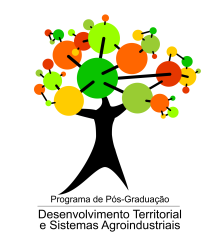 Programa de Pós-Graduação
Desenvolvimento Territorial
e Sistemas Agroindustriais